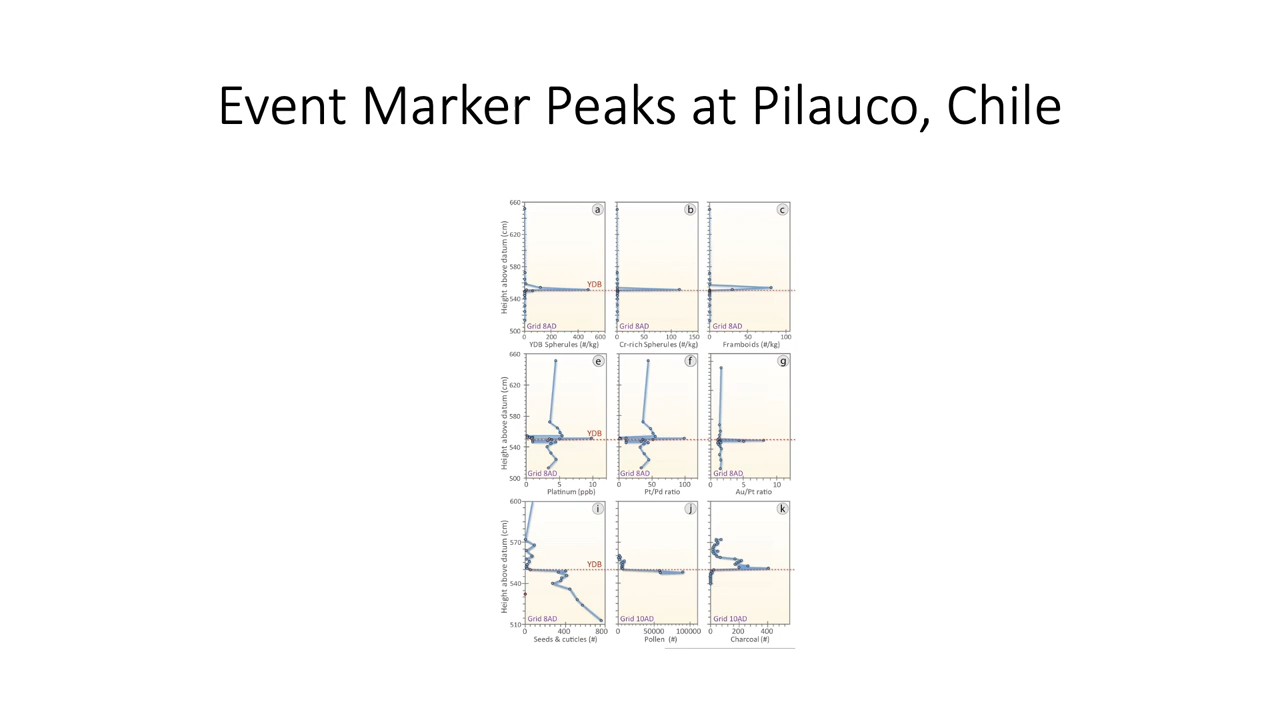 Event Marker Peaks at Pilauco, Chile
660
620
580
540
500
Height above datum (cm)
a
YDB
Grid 8AD
0 200 400 600
YDB Spherules (#/kg)
b
Grid 8AD
0 50 100 150
Cr-rich Spherules (#/kg)
c
Grid 8AD
0 50 100
Framboids (#/kg)
660
620
580
540
500
Height above datum (cm)
e
YDB
Grid 8AD
0 5 10
Platinum (ppb)
f
Grid 8AD
0 50 100
Pt/Pd ratio
g
Grid 8AD
0 5 10
Au/Pt ratio
600
570
540
510
Height above datum (cm)
i
YDB
Grid 8AD
0 400 800
Seeds & cuticles (#)
j
Grid 10AD
0 50000 100000
Pollen (#)
k
Grid 10AD
0 200 400
Charcoal (#)